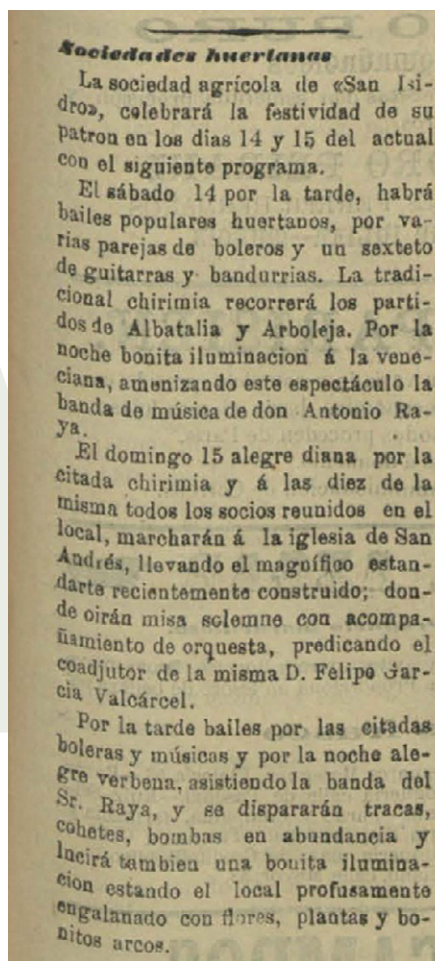 Sociedades huertanas
La sociedad agrícola de «San Isi-
dro», celebrará la festividad de su
patron en los dias 14 y 15 del actual
con el siguiente programa.
El sábado 14 por la tarde, habrá
bailes populares huertanos, por va-
rias parejas de boleros y un sexteto
de guitarras y bandurrias. La tradi-
cional chirimia recorrerá los parti-
dos de Albatalia y Arboleja. Por la
noche bonita iluminacion á la vene-
ciana, amenizando este espectáculo la
banda de música de don Antonio Ra-
ya.
El domingo 15 alegre diana por la
citada chirimia y á las diez de la
misma todos los socios reunidos en el
local, marcharán á la iglesia de San
Andrés, llevando el magnífico estan-
darte recientemente construido; don-
de oirán misa solemne con acompa-
ñamiento de orquesta, predicando el
coadjutor de la misma D. Felipe Gar-
cia Valcárcel.
Por la tarde bailes por las citadas
boleras y músicas y por la noche ale-
gre verbena, asistiendo la banda del
Sr. Raya, y se dispararán tracas,
cohetes, bombas en abundancia y
lucirá tambien una bonita ilumina-
cion estando el local profusamente
engalanado con flores, plantas y bo-
nitos arcos.